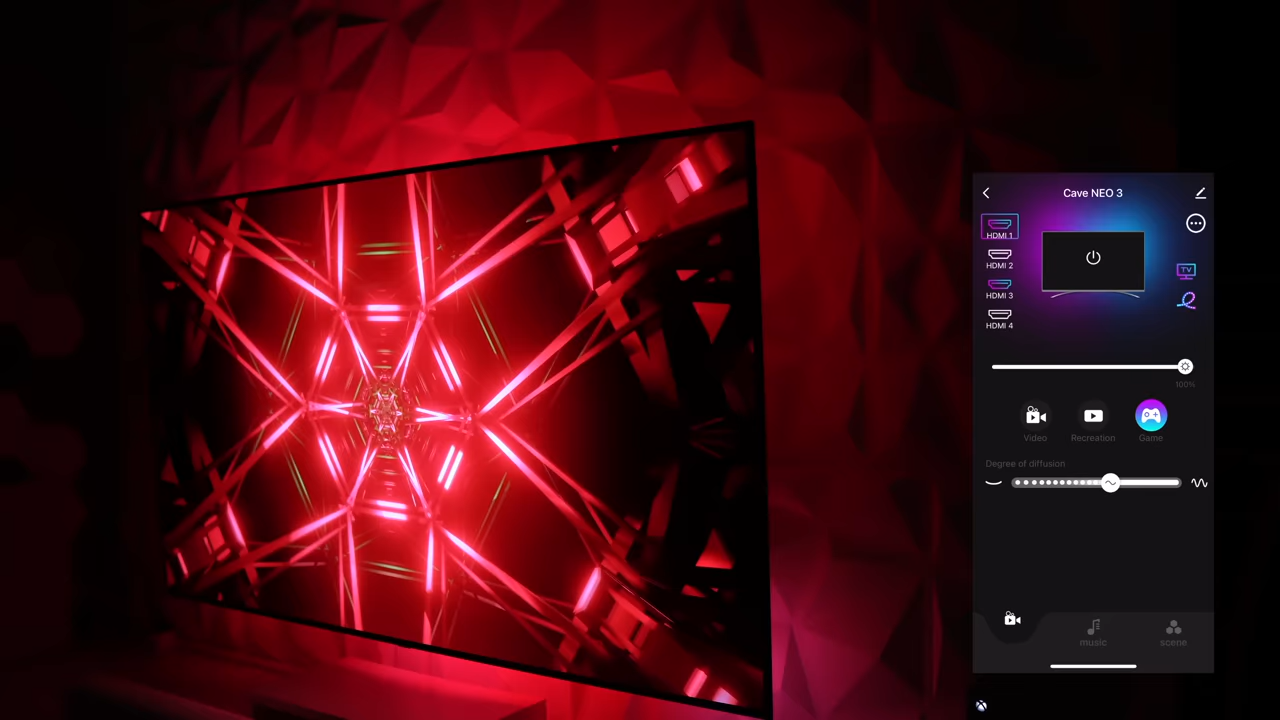 Cave NEO 3
HDMI 1
HDMI 2
HDMI 3
HDMI 4
TV
100%
Video
Recreation
Game
Degree of diffusion
music
scene